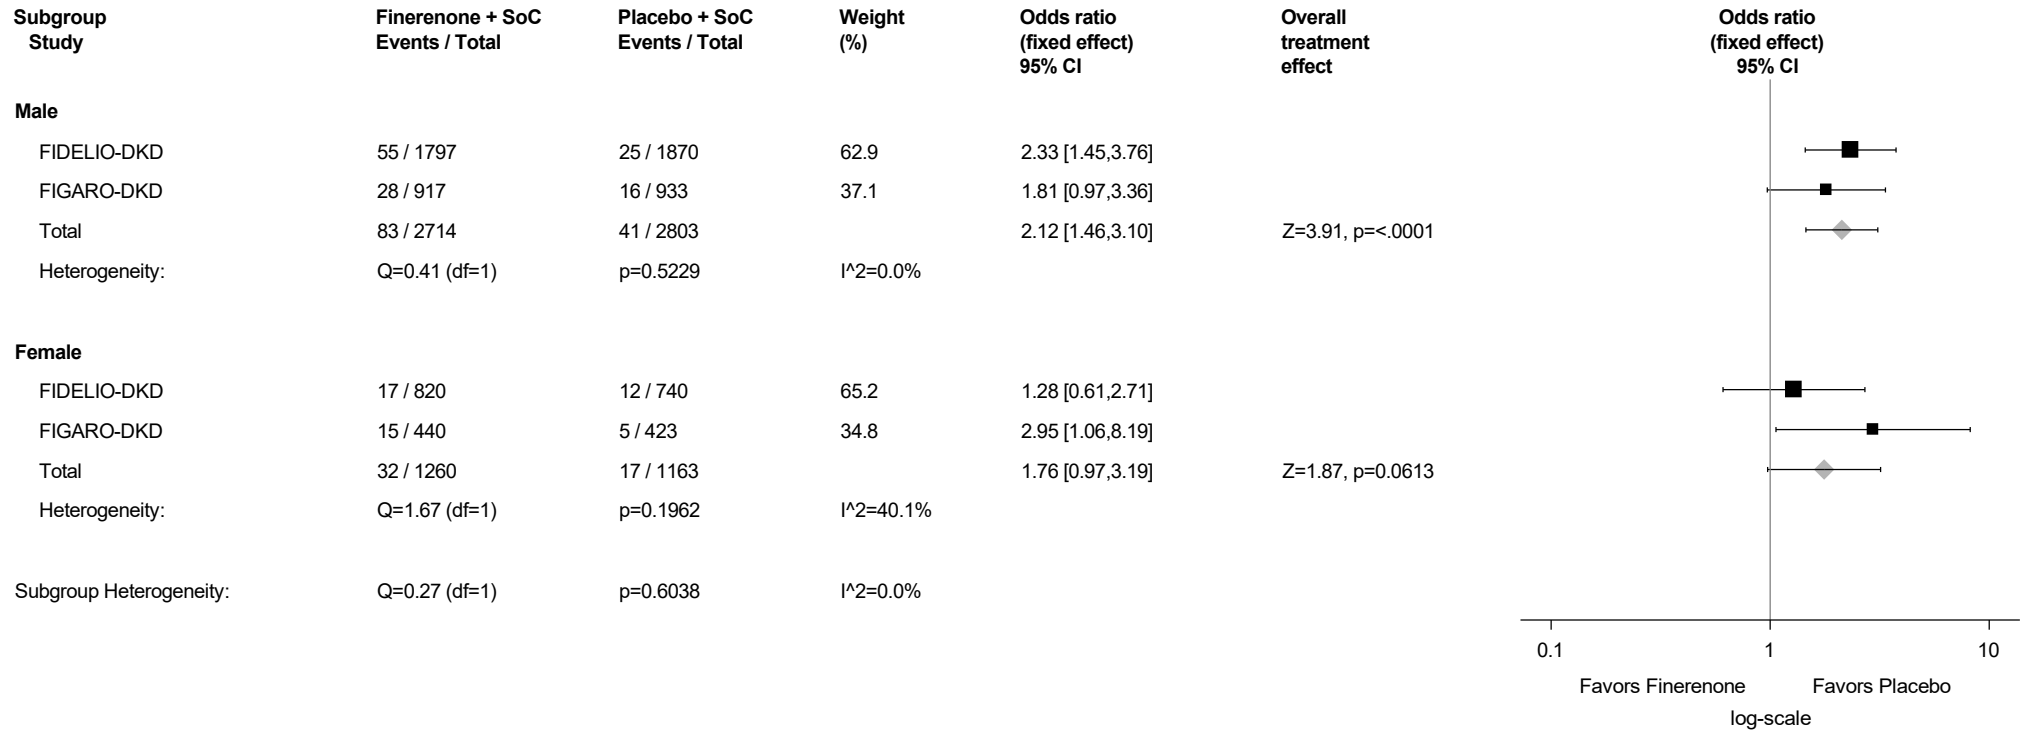 Subgroup Finerenone + SoC Placebo + SoC Weight Odds ratio Overall Odds ratio
Study Events / Total Events / Total (%) (fixed effect) treatment (fixed effect)
95% CI effect 95% CI
Male
FIDELIO-DKD 55 / 1797 25 / 1870 62.9 2.33 [1.45,3.76]
FIGARO-DKD 28 / 917 16 / 933 37.1 1.81 [0.97,3.36]
Total 83 / 2714 41 / 2803 2.12 [1.46,3.10] Z=3.91, p=<.0001
Heterogeneity: Q=0.41 (df=1) p=0.5229 I^2=0.0%
Female
FIDELIO-DKD 17 / 820 12 / 740 65.2 1.28 [0.61,2.71]
FIGARO-DKD 15 / 440 5 / 423 34.8 2.95 [1.06,8.19]
Total 32 / 1260 17 / 1163 1.76 [0.97,3.19] Z=1.87, p=0.0613
Heterogeneity: Q=1.67 (df=1) p=0.1962 I^2=40.1%
Subgroup Heterogeneity: Q=0.27 (df=1) p=0.6038 I^2=0.0%
0.1 1 10
Favors Finerenone Favors Placebo
log-scale